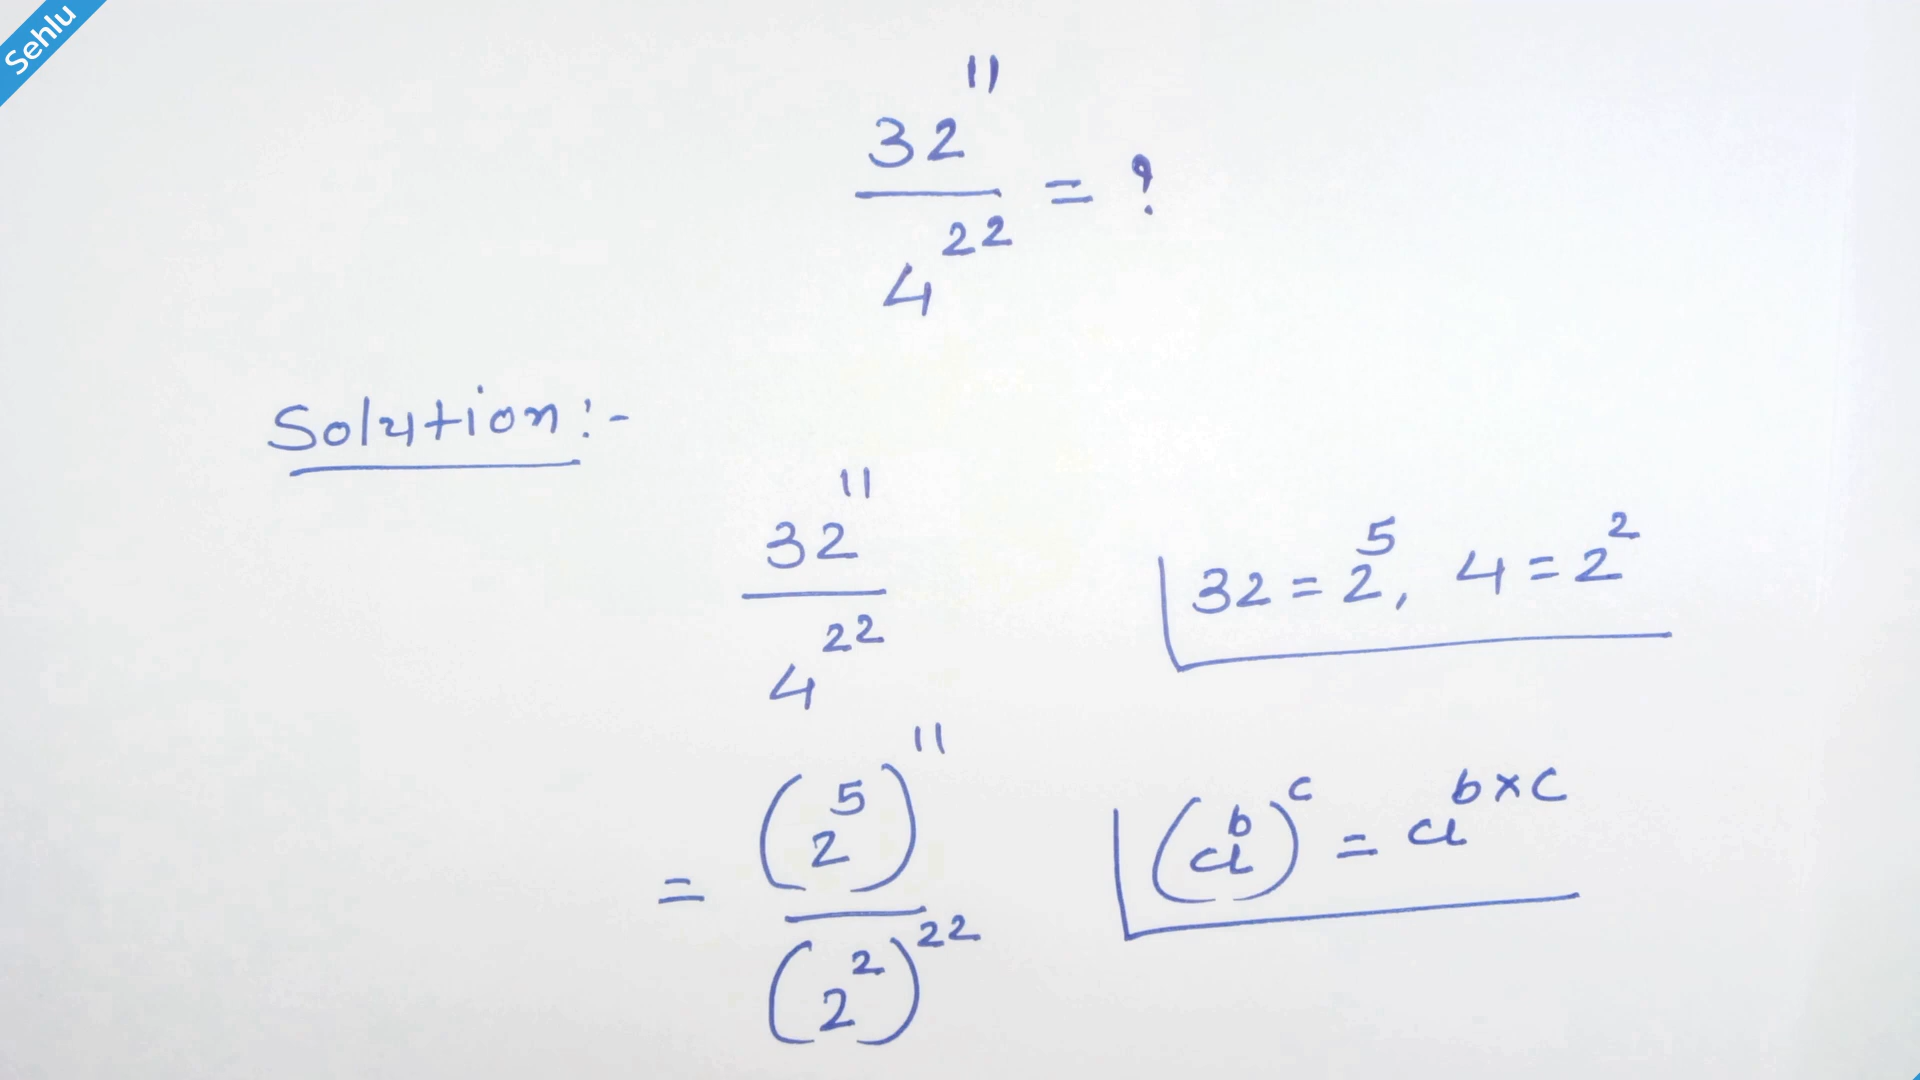 Sehlu
32^11 / 4^22 = ?
Solution:-
32^11 / 4^22
32 = 2^5, 4 = 2^2
= (2^5)^11 / (2^2)^22
(a^b)^c = a^b×c